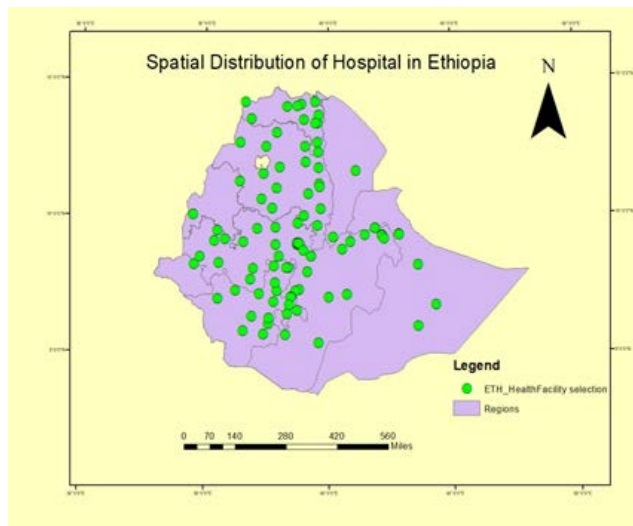 Spatial Distribution of Hospital in Ethiopia
N
Legend
ETH_HealthFacility selection
Regions
0 70 140 280 420 560
Miles